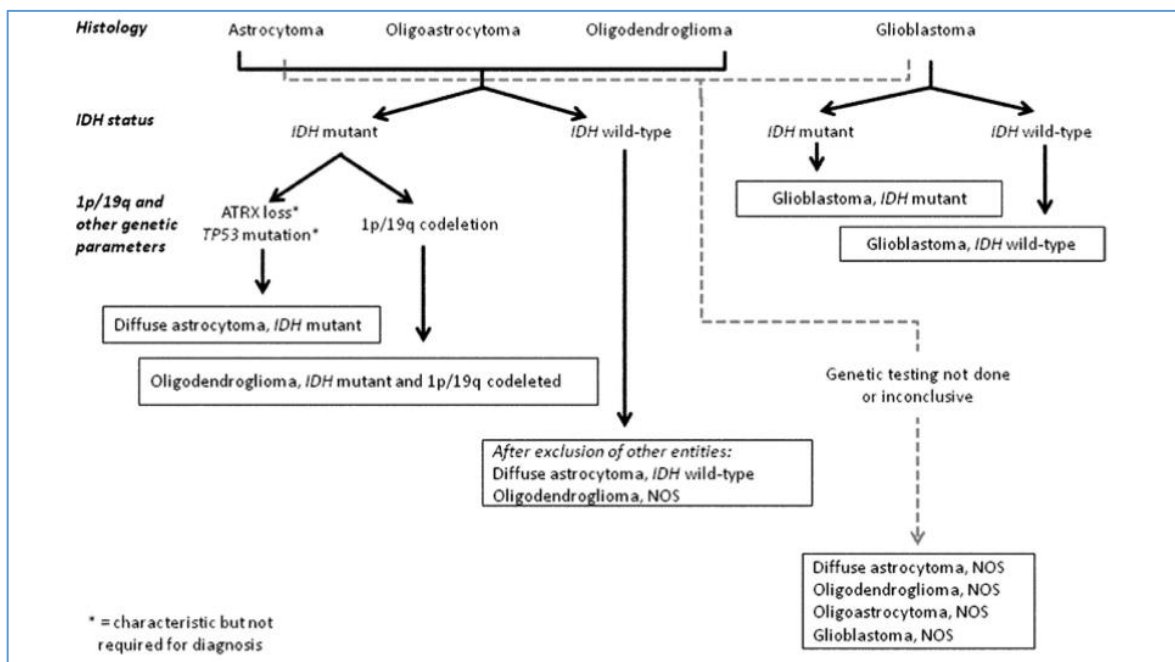 Histology
Astrocytoma
Oligoastrocytoma
Oligodendroglioma
Glioblastoma
IDH status
IDH mutant
IDH wild-type
IDH mutant
IDH wild-type
1p/19q and
other genetic
parameters
ATRX loss*
TP53 mutation*
1p/19q codeletion
Glioblastoma, IDH mutant
Glioblastoma, IDH wild-type
Diffuse astrocytoma, IDH mutant
Oligodendroglioma, IDH mutant and 1p/19q codeleted
Genetic testing not done
or inconclusive
After exclusion of other entities:
Diffuse astrocytoma, IDH wild-type
Oligodendroglioma, NOS
Diffuse astrocytoma, NOS
Oligodendroglioma, NOS
Oligoastrocytoma, NOS
Glioblastoma, NOS
* = characteristic but not
required for diagnosis